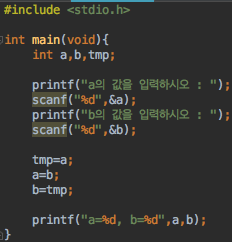 #include <stdio.h>
int main(void){
int a,b,tmp;
printf("a의 값을 입력하시오 : ");
scanf("%d",&a);
printf("b의 값을 입력하시오 : ");
scanf("%d",&b);
tmp=a;
a=b;
b=tmp;
printf("a=%d, b=%d",a,b);
}